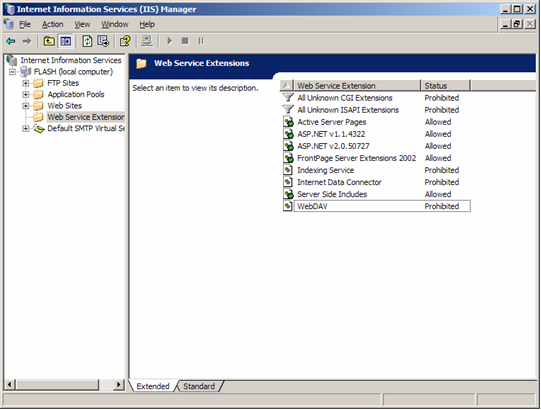 Internet Information Services (IIS) Manager
File Action View Window Help
Internet Information Services
FLASH (local computer)
FTP Sites
Application Pools
Web Sites
Web Service Extension
Default SMTP Virtual Se
Web Service Extensions
Select an item to view its description.
Web Service Extension Status
All Unknown CGI Extensions Prohibited
All Unknown ISAPI Extensions Prohibited
Active Server Pages Allowed
ASP.NET v1.1.4322 Allowed
ASP.NET v2.0.50727 Allowed
FrontPage Server Extensions 2002 Allowed
Indexing Service Prohibited
Internet Data Connector Prohibited
Server Side Includes Allowed
WebDAV Prohibited
Extended Standard